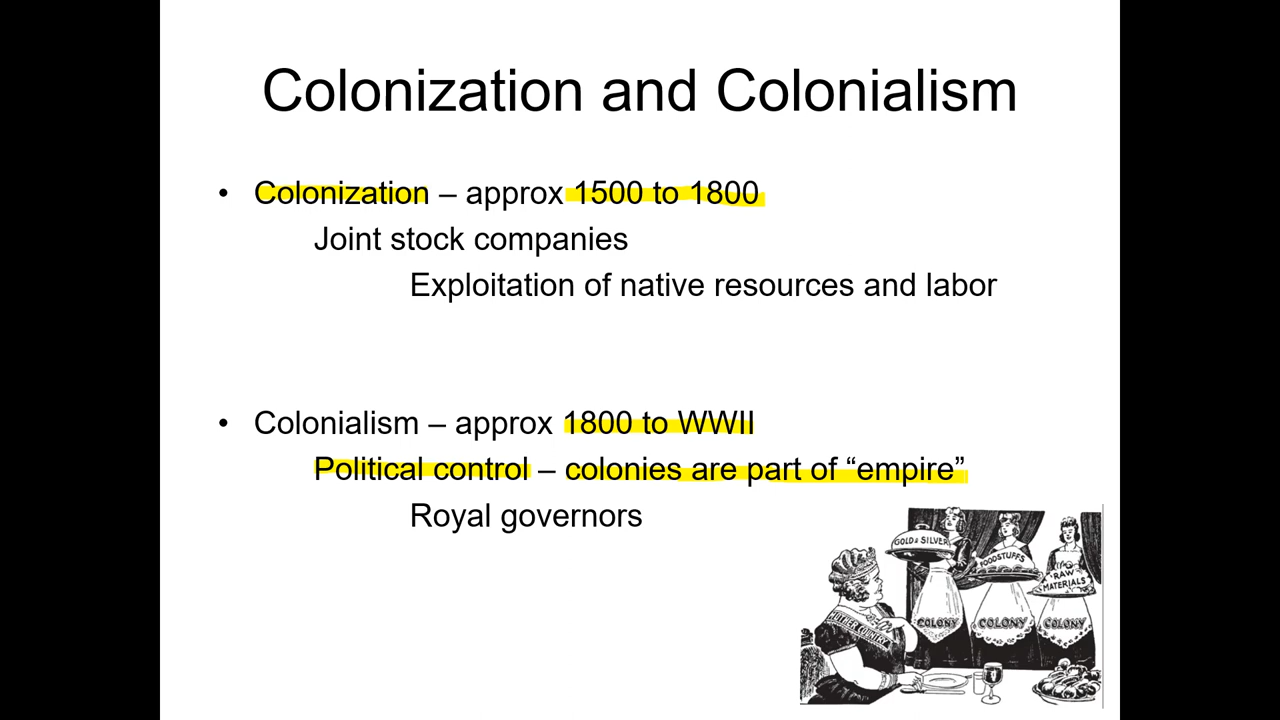 Colonization and Colonialism
• Colonization – approx 1500 to 1800
Joint stock companies
Exploitation of native resources and labor
• Colonialism – approx 1800 to WWII
Political control – colonies are part of “empire”
Royal governors
GOLD & SILVER
FOODSTUFFS
RAW
MATERIALS
MOTHER COUNTRY
COLONY
COLONY
COLONY